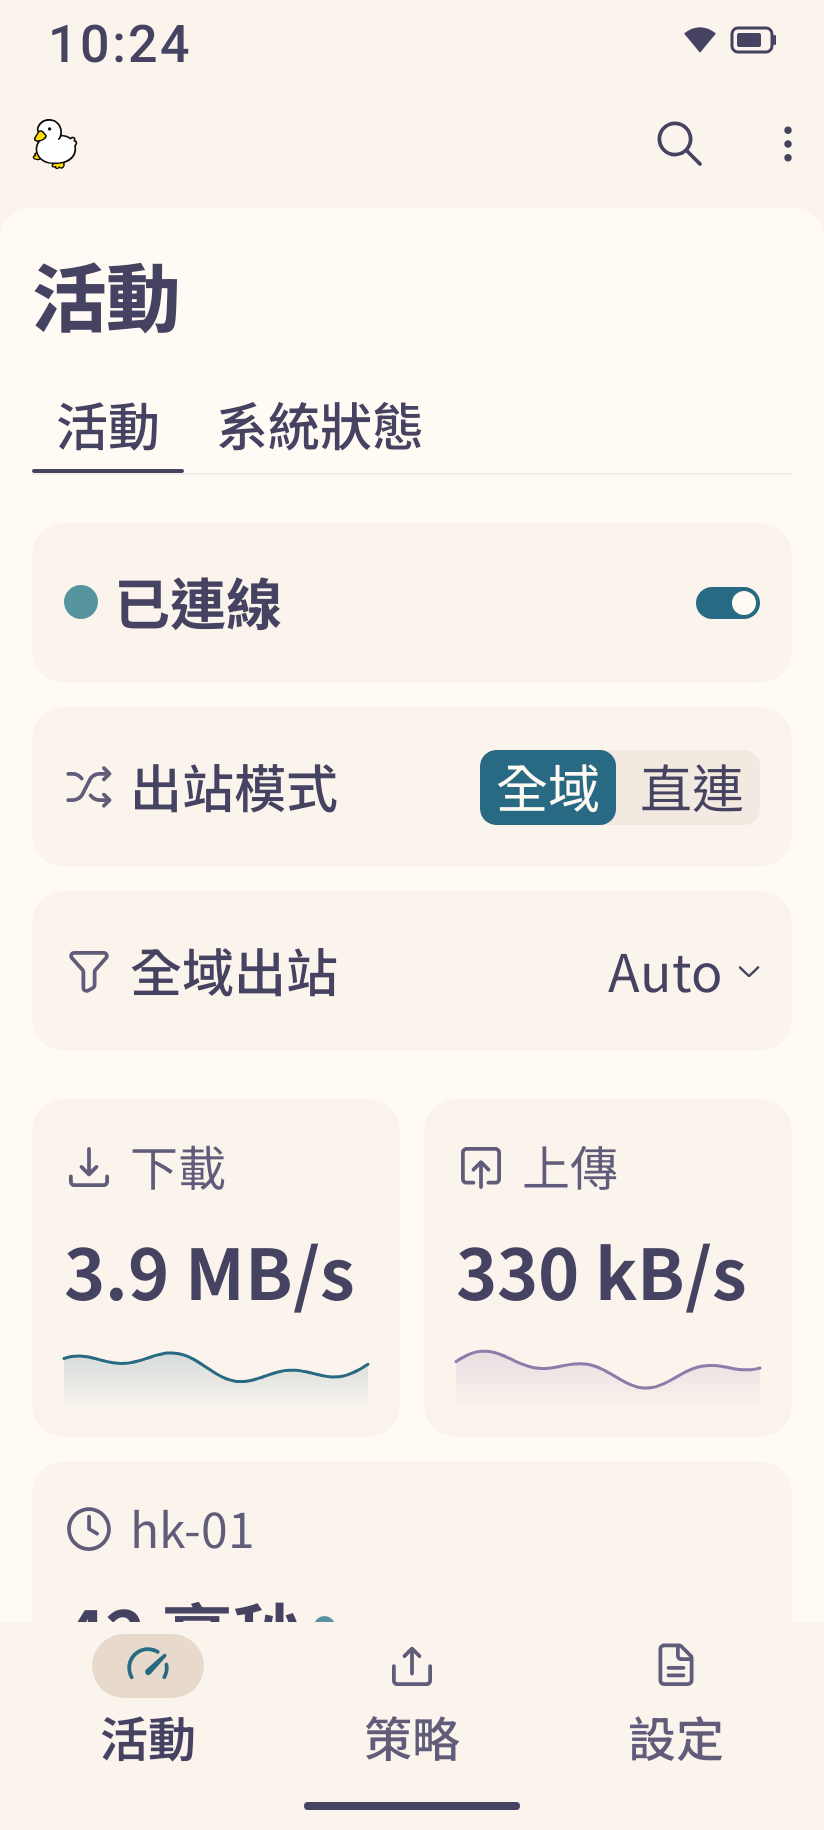 10:24
活動
活動 系統狀態
已連線
出站模式 全域 直連
全域出站 Auto
下載 上傳
3.9 MB/s 330 kB/s
hk-01
活動 策略 設定